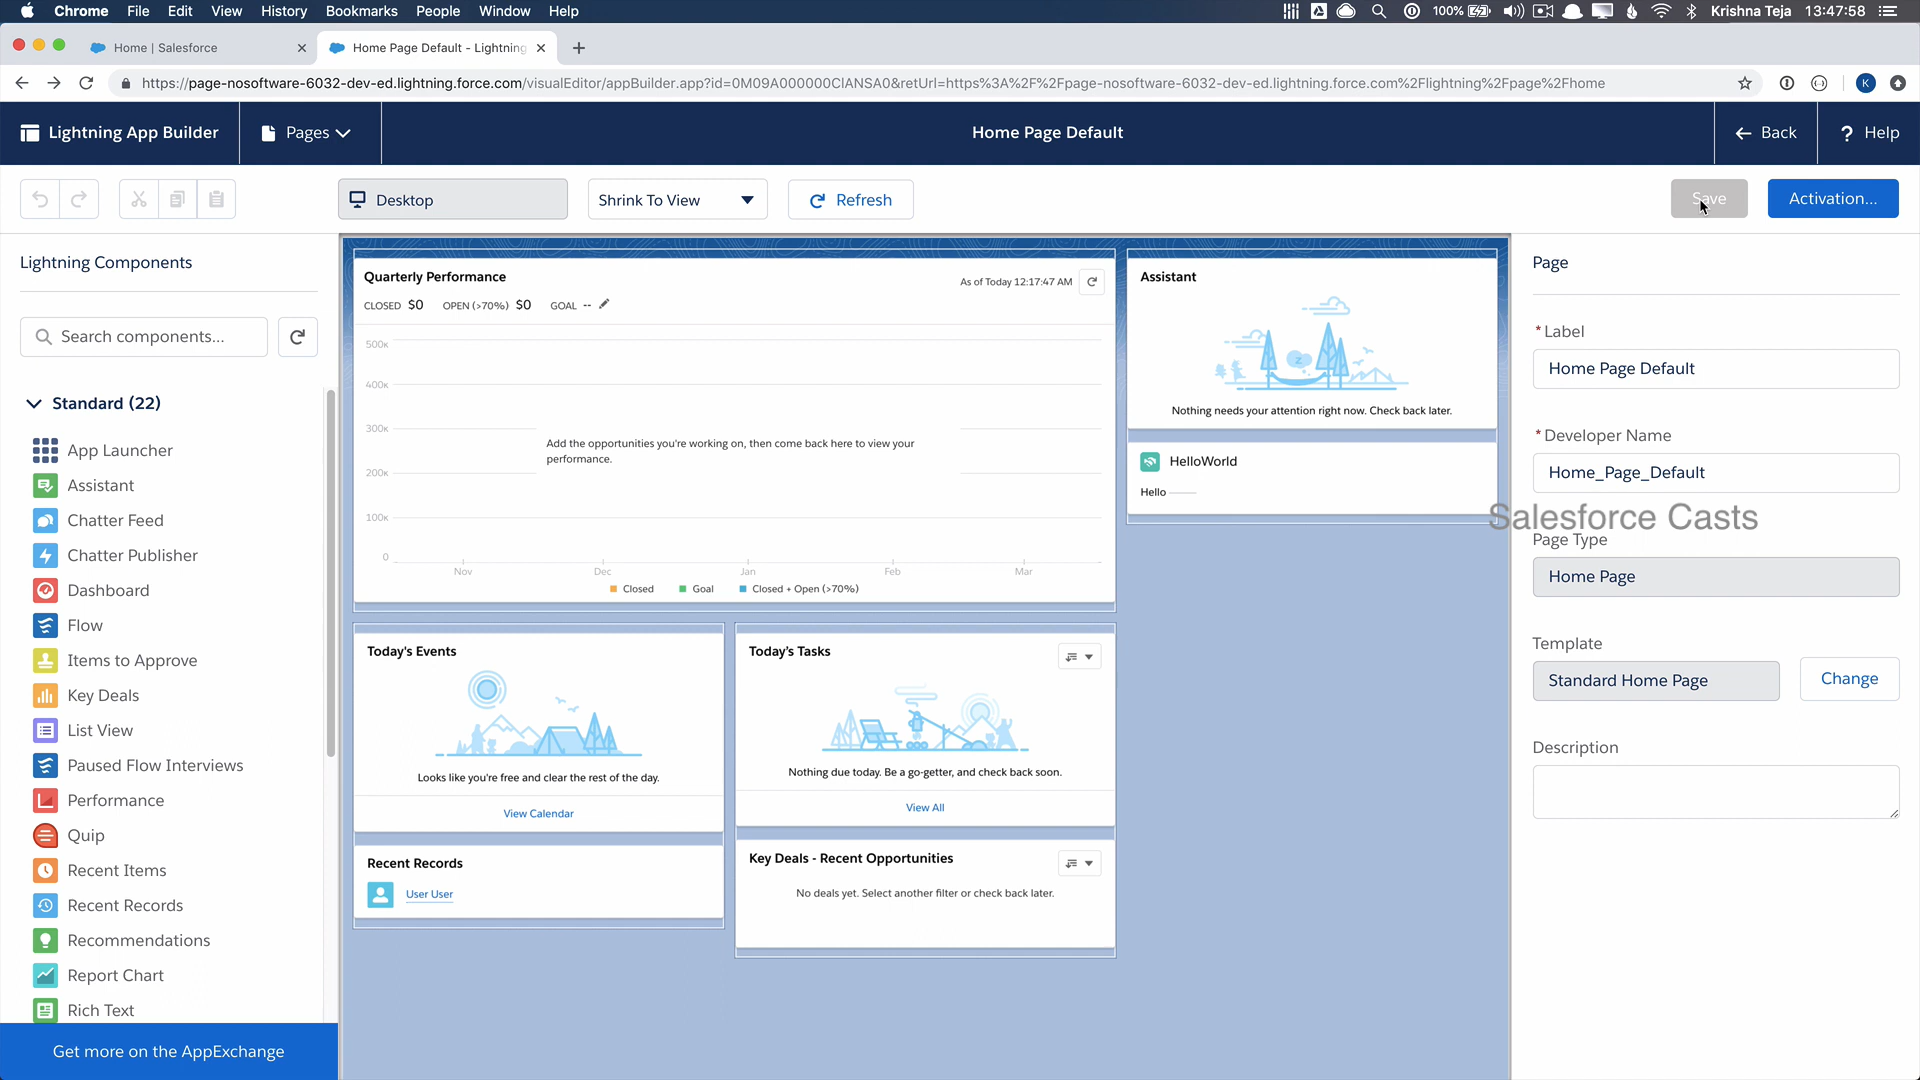 Chrome File Edit View History Bookmarks People Window Help
100% Krishna Teja 13:47:58
Home | Salesforce
Home Page Default - Lightning
https://page-nosoftware-6032-dev-ed.lightning.force.com/visualEditor/appBuilder.app?id=0M09A000000ClANSA0&retUrl=https%3A%2F%2Fpage-nosoftware-6032-dev-ed.lightning.force.com%2Flightning%2Fpage%2Fhome
K
Lightning App Builder
Pages
Home Page Default
Back
? Help
Desktop
Shrink To View
Refresh
Save
Activation...
Lightning Components
Search components...
Standard (22)
App Launcher
Assistant
Chatter Feed
Chatter Publisher
Dashboard
Flow
Items to Approve
Key Deals
List View
Paused Flow Interviews
Performance
Quip
Recent Items
Recent Records
Recommendations
Report Chart
Rich Text
Get more on the AppExchange
Quarterly Performance
As of Today 12:17:47 AM
CLOSED $0 OPEN (>70%) $0 GOAL --
500K
400K
300K
200K
100K
0
Add the opportunities you're working on, then come back here to view your
performance.
Nov Dec Jan Feb Mar
Closed Goal Closed + Open (>70%)
Today's Events
Looks like you're free and clear the rest of the day.
View Calendar
Recent Records
User User
Today's Tasks
Nothing due today. Be a go-getter, and check back soon.
View All
Key Deals - Recent Opportunities
No deals yet. Select another filter or check back later.
Assistant
z
Nothing needs your attention right now. Check back later.
HelloWorld
Hello
Page
* Label
Home Page Default
* Developer Name
Home_Page_Default
Salesforce Casts
Page Type
Home Page
Template
Standard Home Page
Change
Description